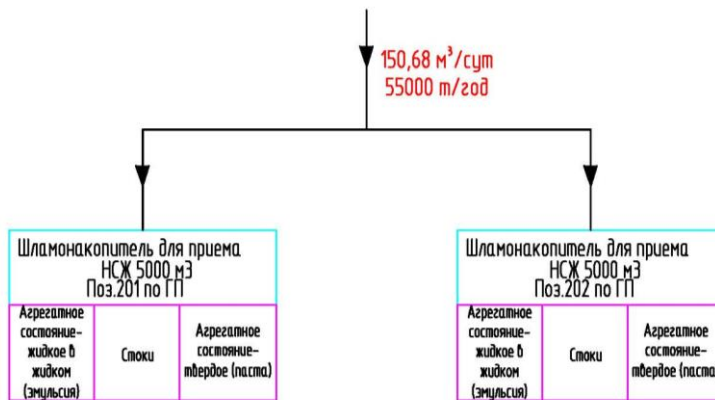 150,68 м³/сут
55000 т/год
Шламонакопитель для приема
НСЖ 5000 м3
Поз.201 по ГП
Агрегатное
состояние-
жидкое в
жидком
(эмульсия)
Стоки
Агрегатное
состояние-
твердое (паста)
Шламонакопитель для приема
НСЖ 5000 м3
Поз.202 по ГП
Агрегатное
состояние-
жидкое в
жидком
(эмульсия)
Стоки
Агрегатное
состояние-
твердое (паста)